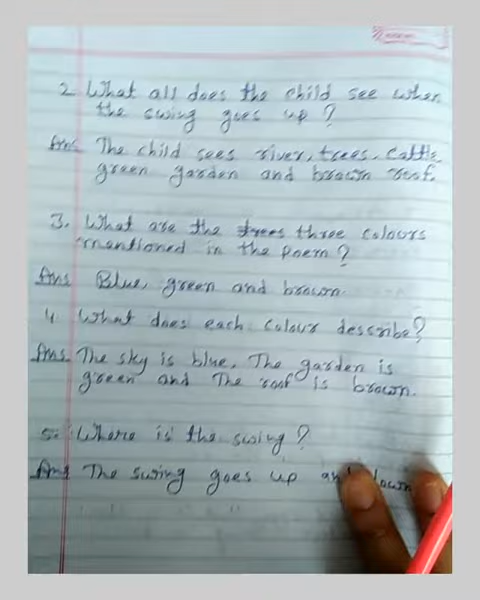 2. What all does the child see when
the swing goes up ?
Ans The child sees river, trees, cattle,
green garden and brown roof.
3. What are the trees three colours
mentioned in the poem ?
Ans Blue, green and brown.
4. What does each colour describe?
Ans The sky is blue. The garden is
green and The roof is brown.
5. Where is the swing ?
Ans The swing goes up and down